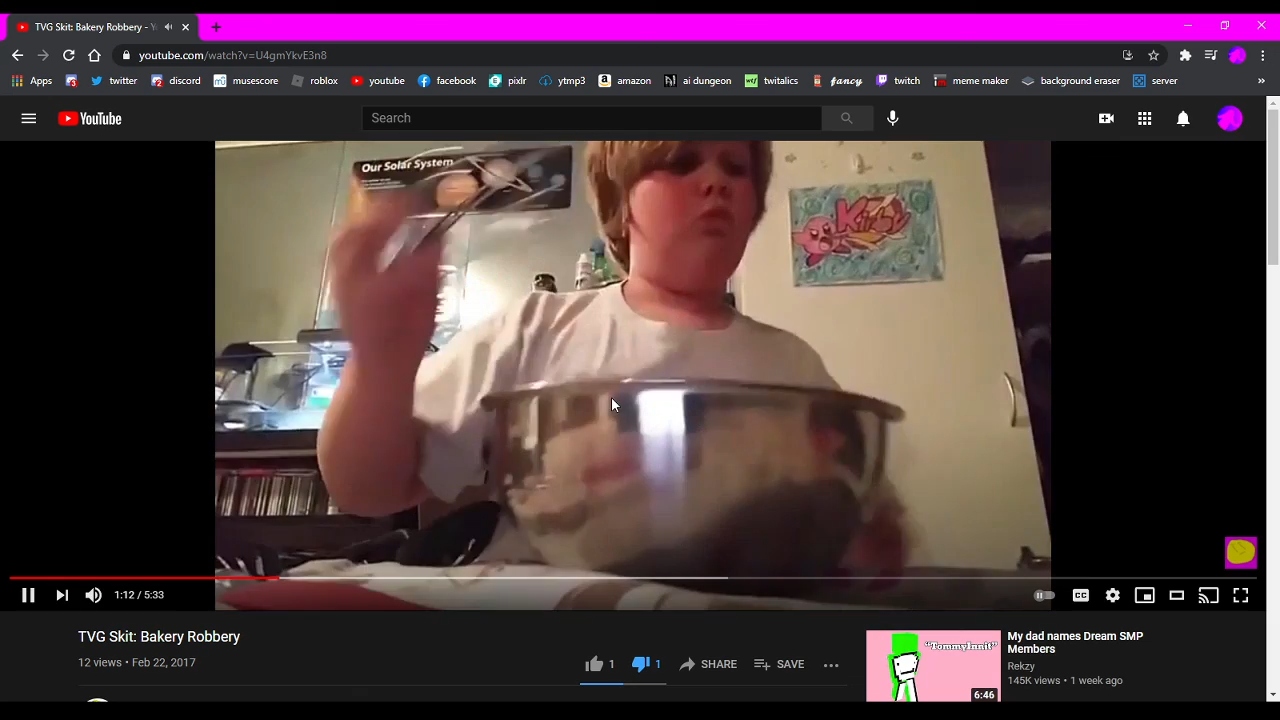 TVG Skit: Bakery Robbery - Y
youtube.com/watch?v=U4gmYkvE3n8
Apps
twitter
discord
musescore
roblox
youtube
facebook
pixlr
ytmp3
amazon
ai dungeon
twitalics
fancy
twitch
meme maker
background eraser
server
»
YouTube
Search
Our Solar System
Kirby
1:12 / 5:33
CC
TVG Skit: Bakery Robbery
12 views • Feb 22, 2017
1
1
SHARE
SAVE
"TommyInnit"
6:46
My dad names Dream SMP
Members
Rekzy
145K views • 1 week ago